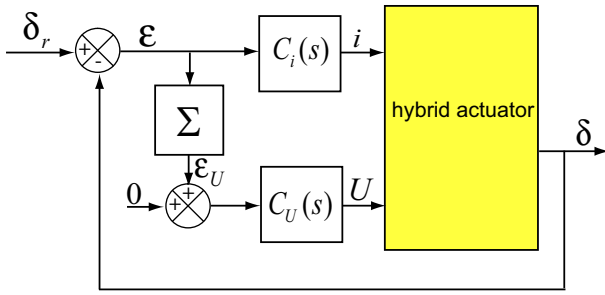 δr
+
-
ε
Ci(s)
i
hybrid actuator
δ
Σ
εU
0
+
+
CU(s)
U